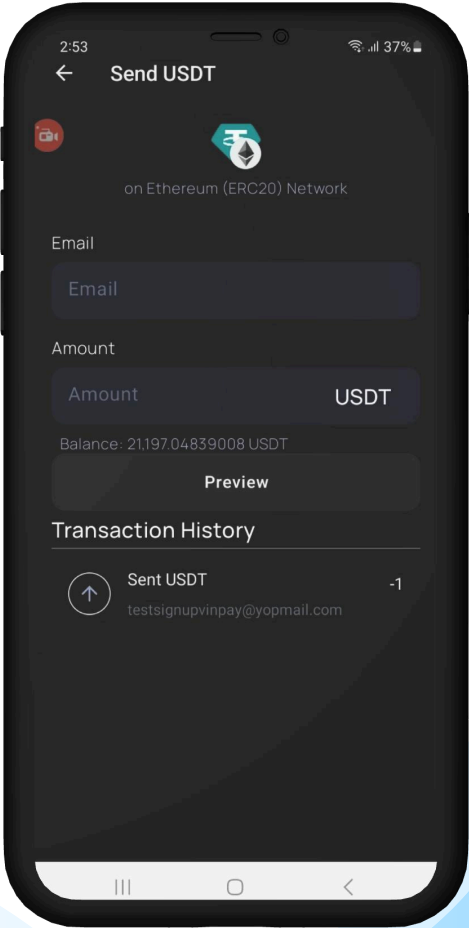 2:53
37%
Send USDT
on Ethereum (ERC20) Network
Email
Email
Amount
Amount
USDT
Balance: 21,197.04839008 USDT
Preview
Transaction History
Sent USDT
-1
testsignupvinpay@yopmail.com